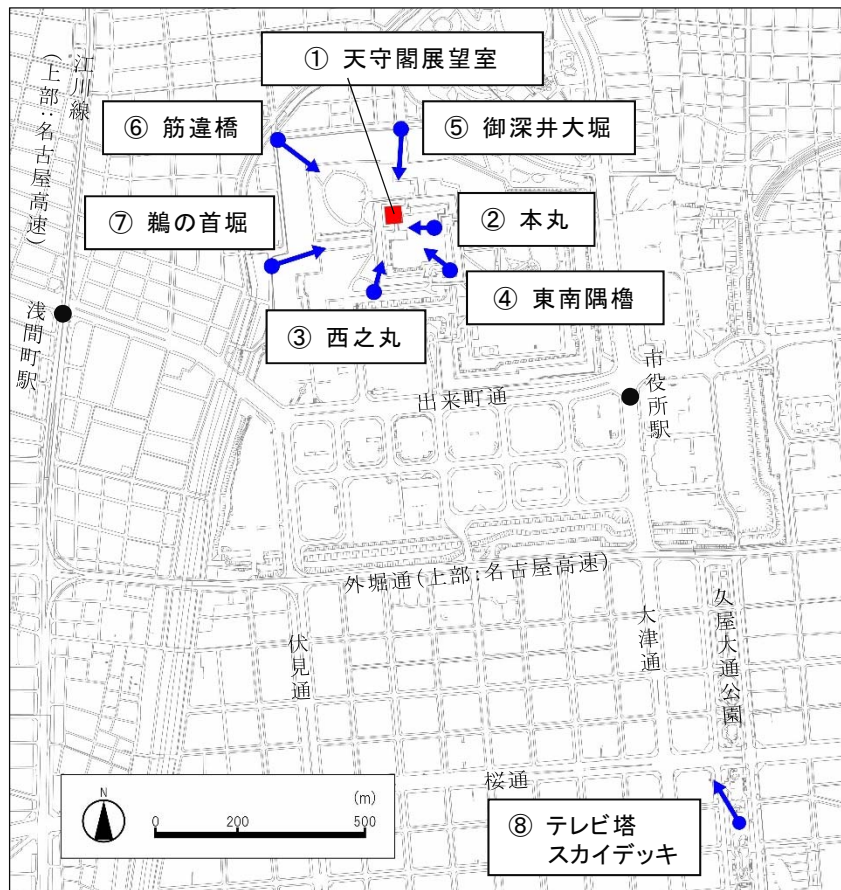 ① 天守閣展望室
⑥ 筋違橋
⑤ 御深井大堀
江川線
(上部:名古屋高速)
⑦ 鵜の首堀
② 本丸
④ 東南隅櫓
③ 西之丸
浅間町駅
市役所駅
出来町通
外堀通(上部:名古屋高速)
伏見通
大津通
久屋大通公園
桜通
N
(m)
0 200 500
⑧ テレビ塔
スカイデッキ